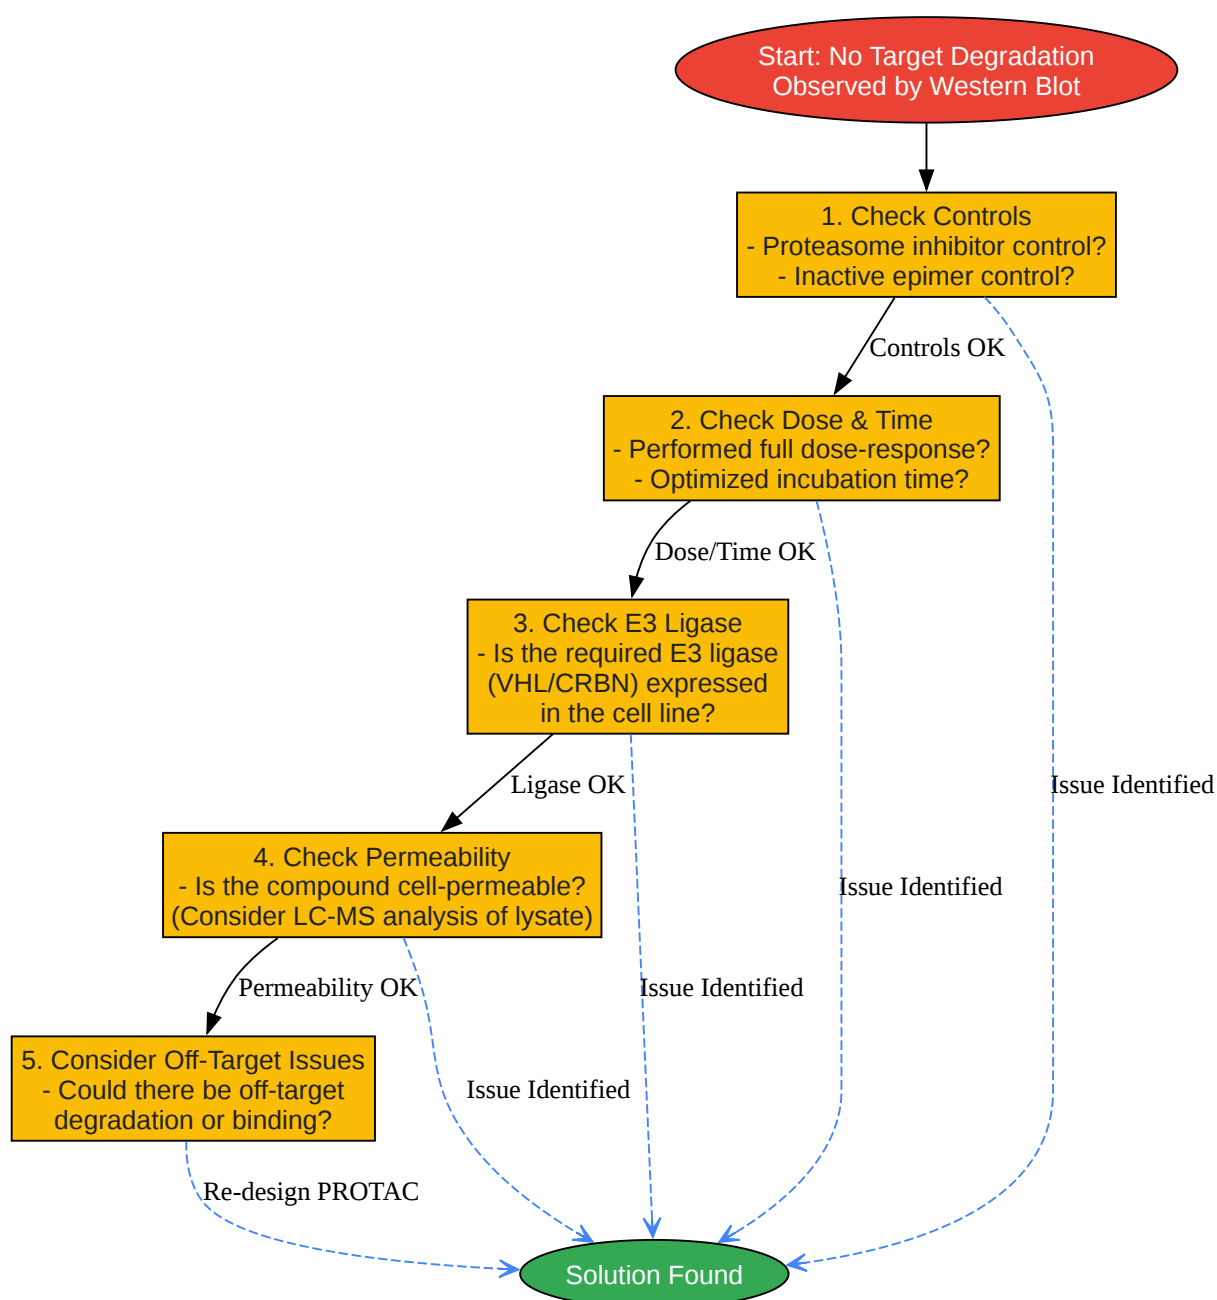 Start: No Target Degradation
Observed by Western Blot
1. Check Controls
- Proteasome inhibitor control?
- Inactive epimer control?
Controls OK
2. Check Dose & Time
- Performed full dose-response?
- Optimized incubation time?
Dose/Time OK
3. Check E3 Ligase
- Is the required E3 ligase
(VHL/CRBN) expressed
in the cell line?
Ligase OK
Issue Identified
4. Check Permeability
- Is the compound cell-permeable?
(Consider LC-MS analysis of lysate)
Issue Identified
Permeability OK
Issue Identified
5. Consider Off-Target Issues
- Could there be off-target
degradation or binding?
Issue Identified
Re-design PROTAC
Solution Found